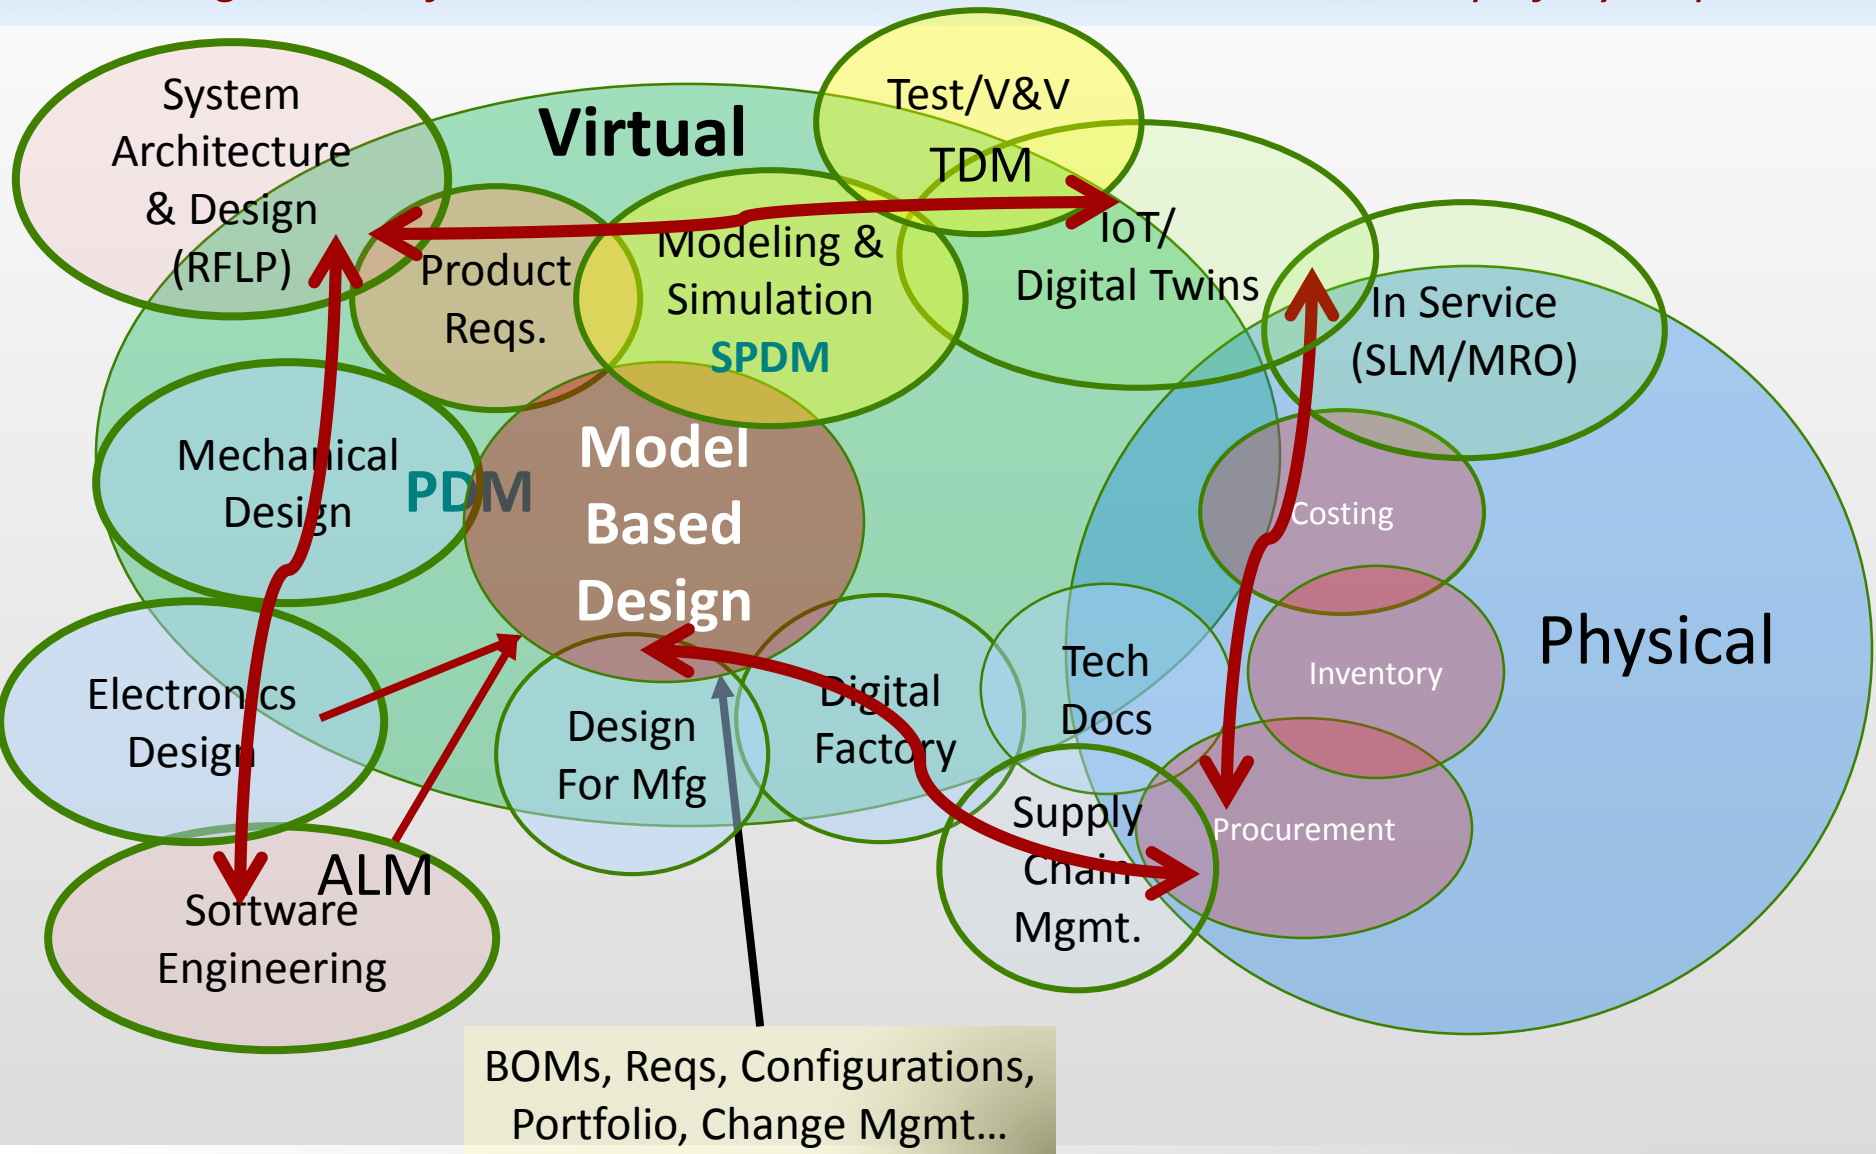 System
Architecture
& Design
(RFLP)
Virtual
Test/V&V
TDM
Product
Reqs.
Modeling &
Simulation
SPDM
IoT/
Digital Twins
In Service
(SLM/MRO)
Mechanical
Design
PDM
Model
Based
Design
Costing
Inventory
Physical
Procurement
Electronics
Design
Design
For Mfg
Digital
Factory
Tech
Docs
Supply
Chain
Mgmt.
ALM
Software
Engineering
BOMs, Reqs, Configurations,
Portfolio, Change Mgmt...